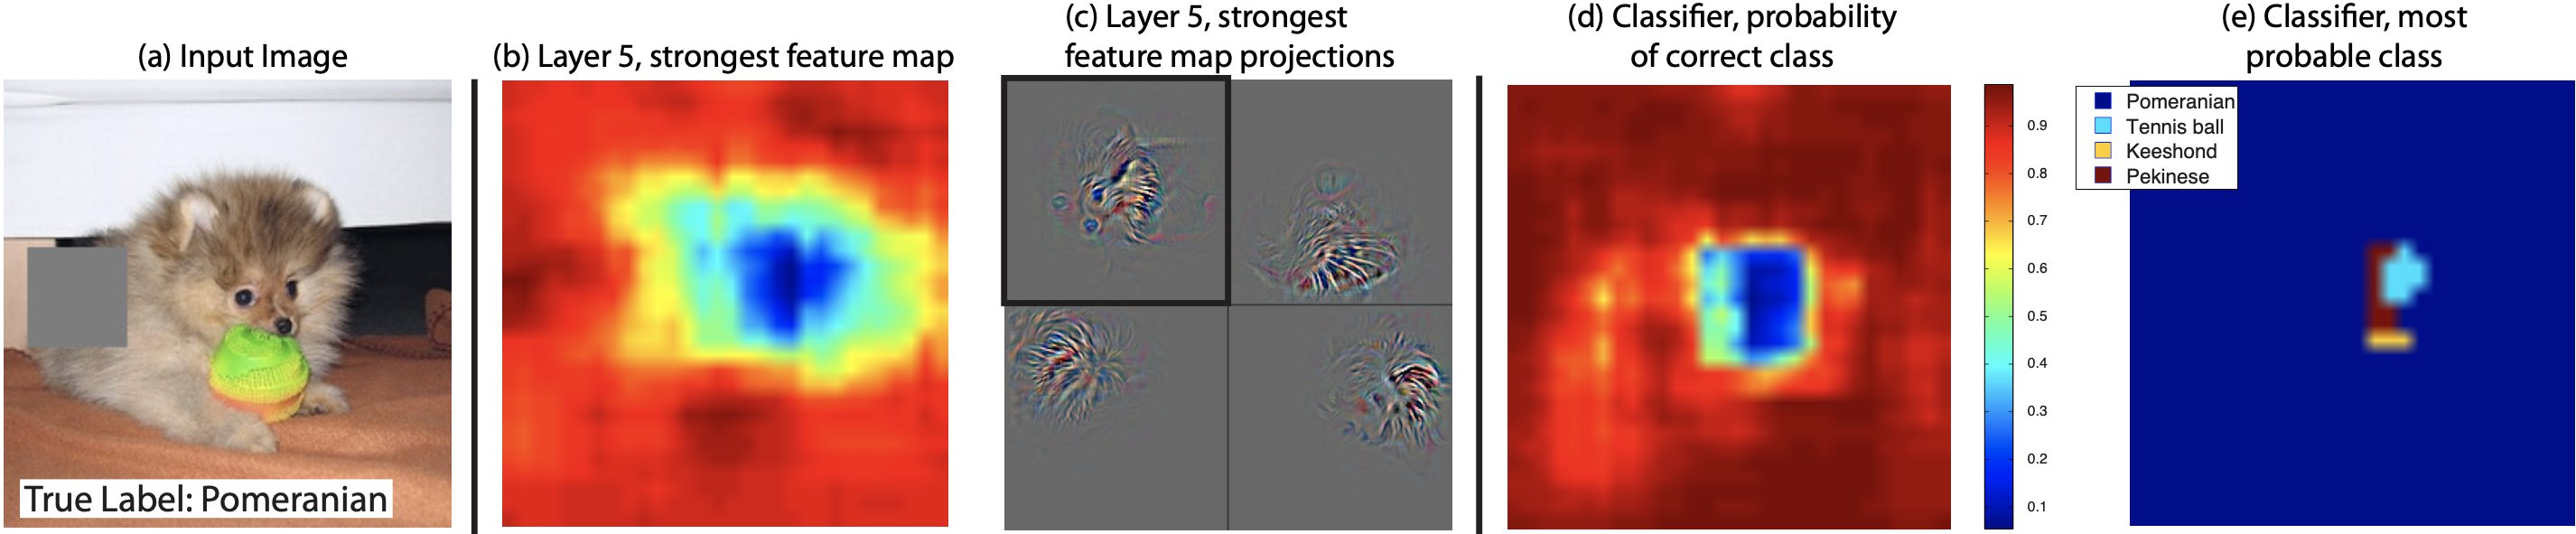 (a) Input Image
True Label: Pomeranian
(b) Layer 5, strongest feature map
(c) Layer 5, strongest
feature map projections
(d) Classifier, probability
of correct class
0.9
0.8
0.7
0.6
0.5
0.4
0.3
0.2
0.1
(e) Classifier, most
probable class
Pomeranian
Tennis ball
Keeshond
Pekinese